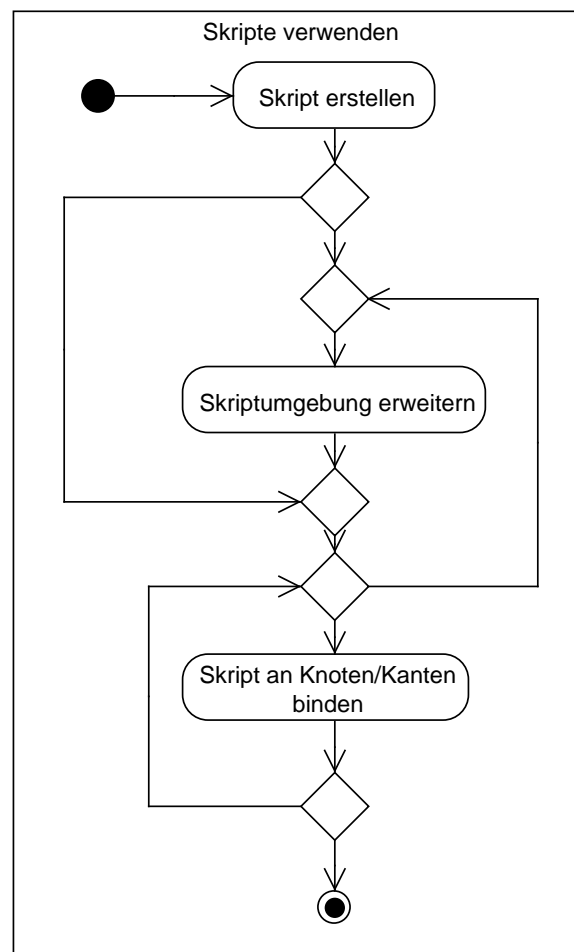 Skripte verwenden
Skript erstellen
Skriptumgebung erweitern
Skript an Knoten/Kanten
binden